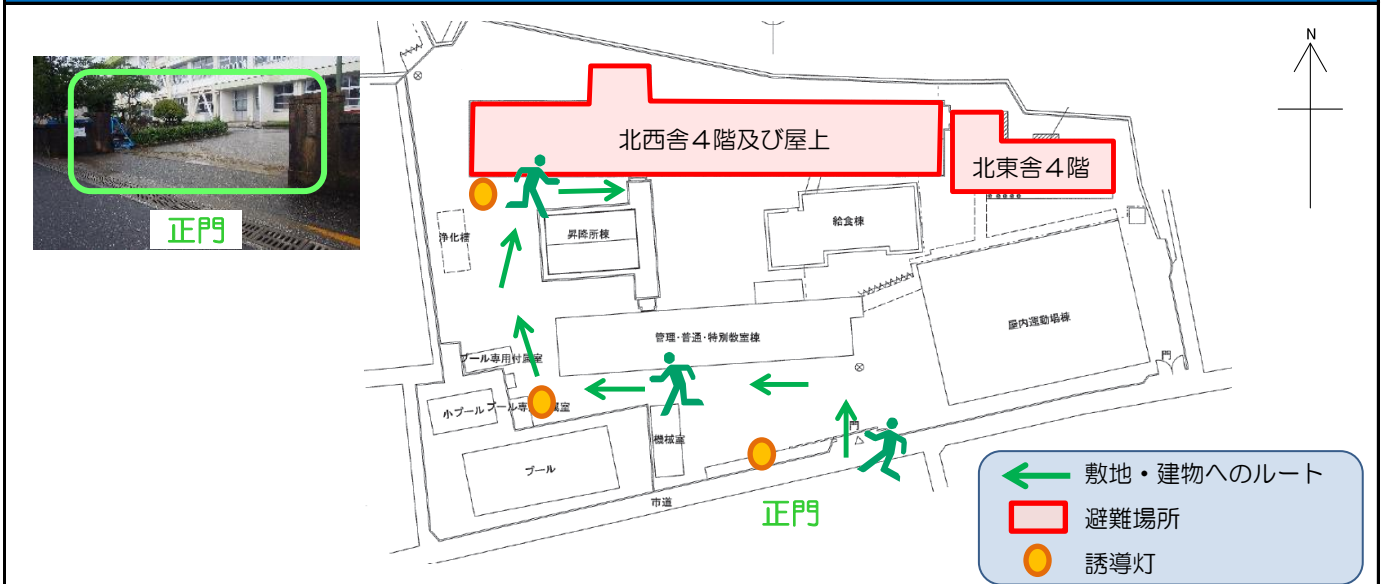 N
北西舎４階及び屋上
北東舎４階
正門
浄化槽
昇降所棟
給食棟
管理・普通・特別教室棟
屋内運動場棟
門
プール専用付属室
小プール
プール専
属室
機械室
プール
門
市道
正門
敷地・建物へのルート
避難場所
誘導灯